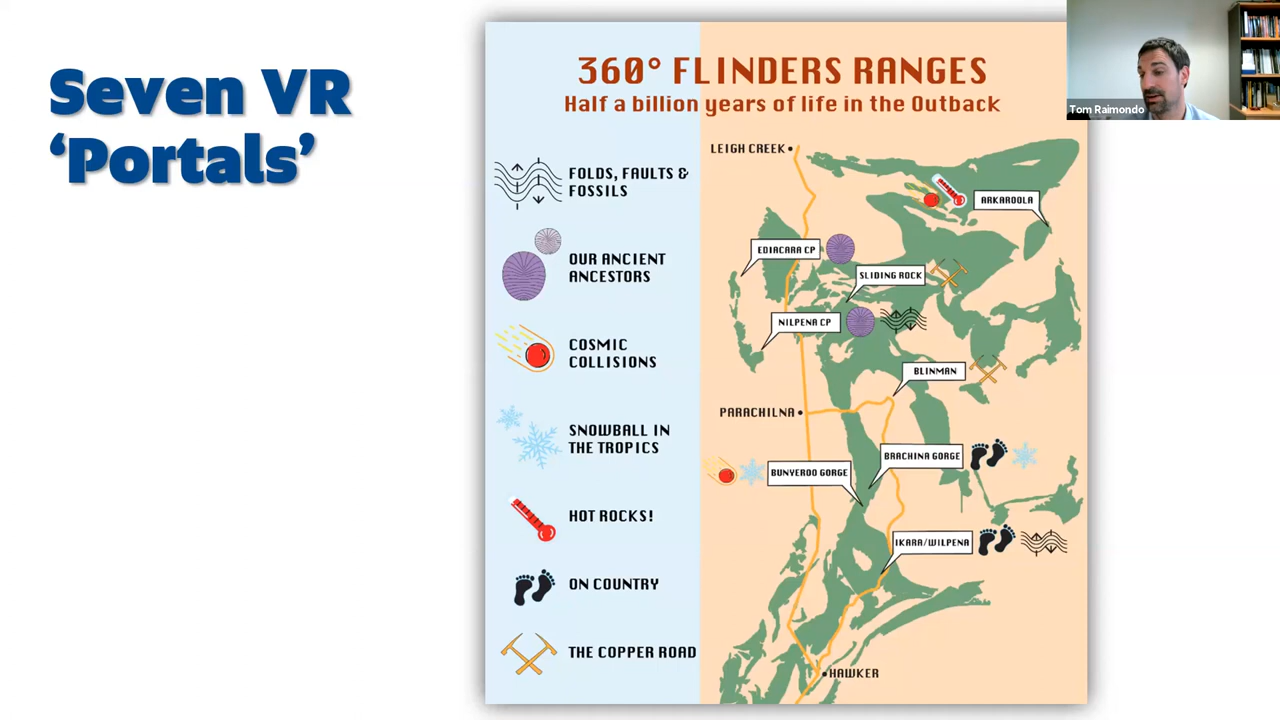 Seven VR
‘Portals’
360° FLINDERS RANGES
Half a billion years of life in the Outback
FOLDS, FAULTS &
FOSSILS
OUR ANCIENT
ANCESTORS
COSMIC
COLLISIONS
SNOWBALL IN
THE TROPICS
HOT ROCKS!
ON COUNTRY
THE COPPER ROAD
LEIGH CREEK
ARKAROOLA
EDIACARA CP
SLIDING ROCK
NILPENA CP
BLINMAN
PARACHILNA
BRACHINA GORGE
BUNYEROO GORGE
IKARA/WILPENA
HAWKER
Tom Raimondo